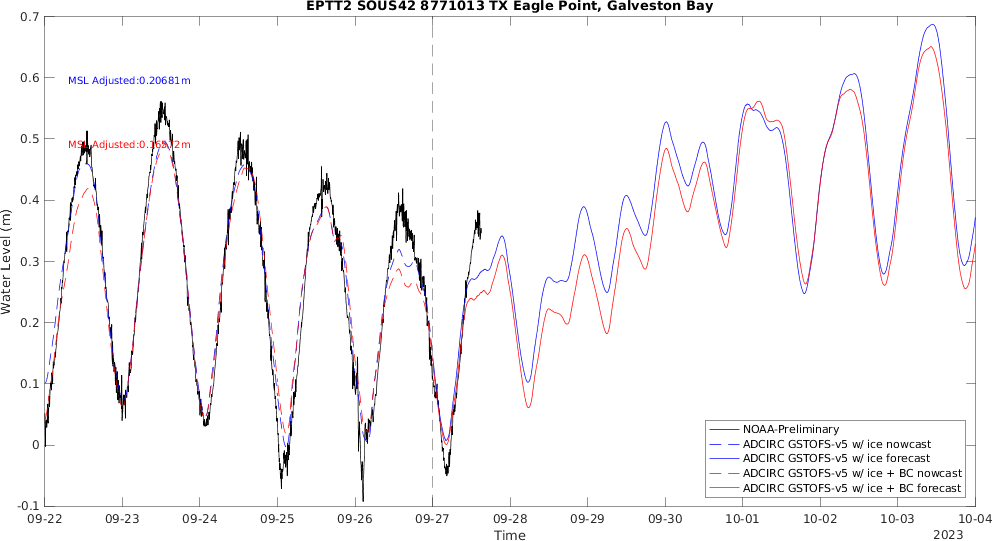 EPTT2 SOUS42 8771013 TX Eagle Point, Galveston Bay
0.7
MSL Adjusted:0.20681m
0.6
0.5
MSL
0.4
Water Level (m)
0.3
0.2
0.1
0
-0.1
NOAA-Preliminary
ADCIRC GSTOFS-v5 w/ ice nowcast
ADCIRC GSTOFS-v5 w/ ice forecast
ADCIRC GSTOFS-v5 w/ ice + BC nowcast
ADCIRC GSTOFS-v5 w/ ice + BC forecast
09-22 09-23 09-24 09-25 09-26 09-27 09-28 09-29 09-30 10-01 10-02 10-03 10-04
Time
2023